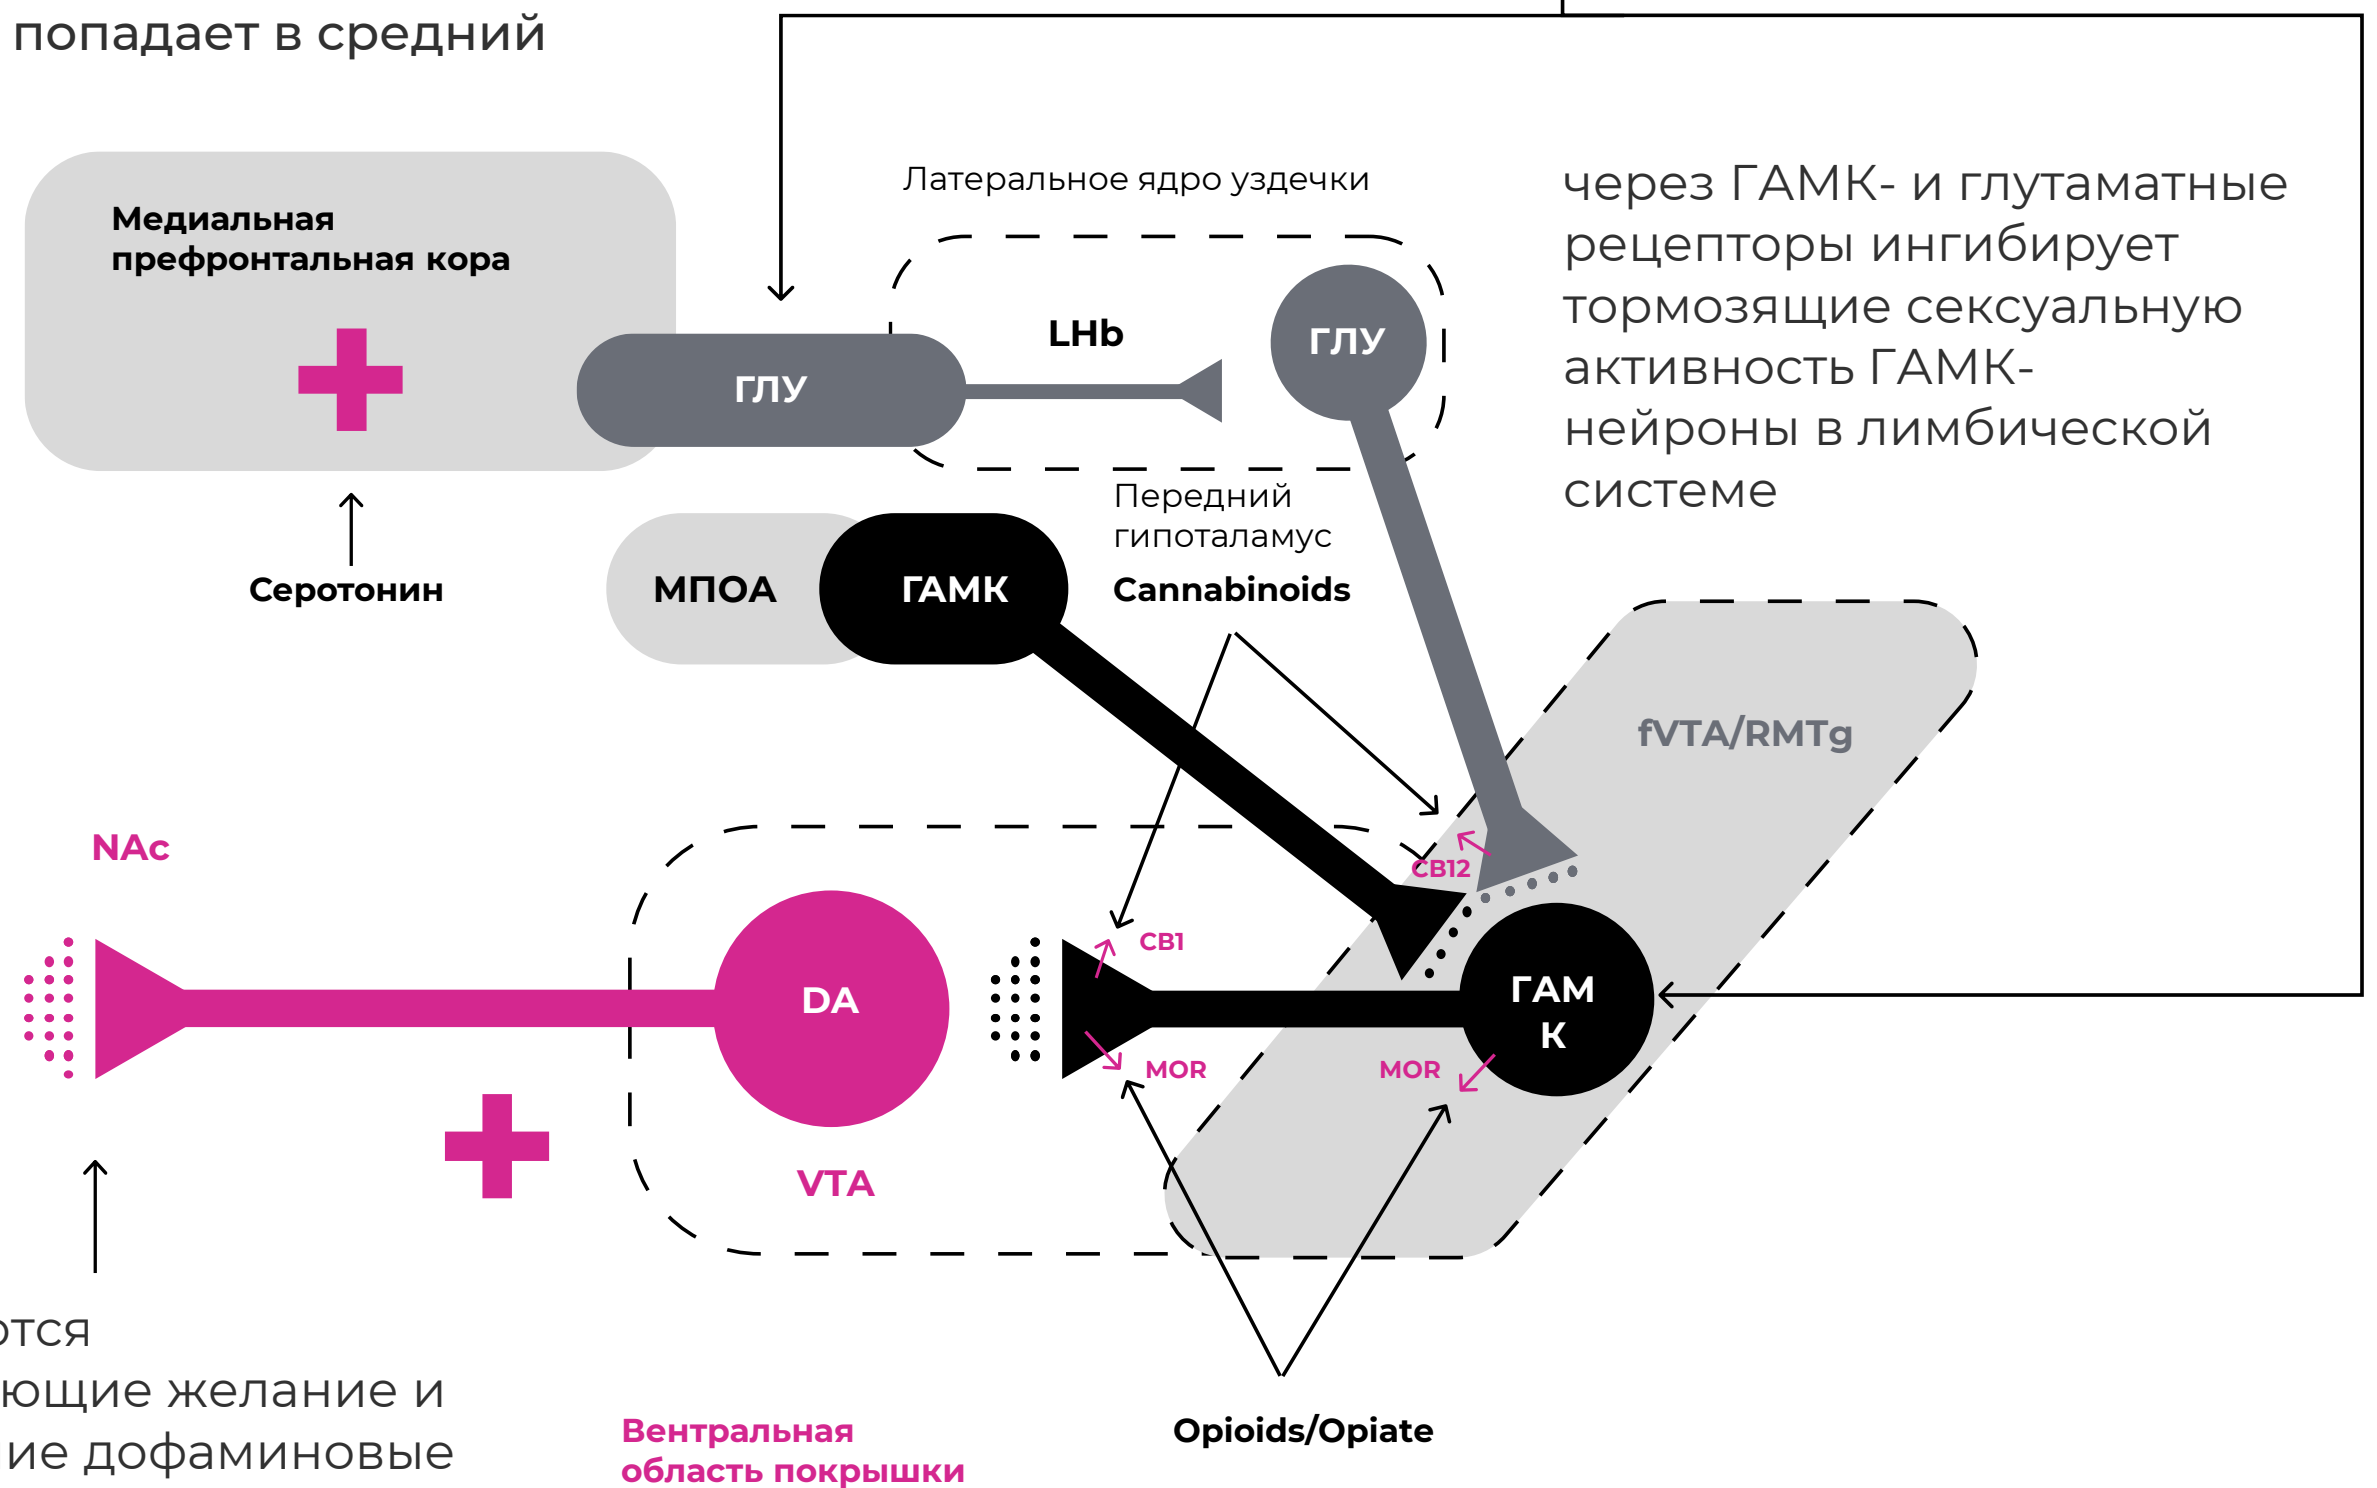 попадает в средний
Латеральное ядро уздечки
через ГАМК- и глутаматные
рецепторы ингибирует
тормозящие сексуальную
активность ГАМК-
нейроны в лимбической
системе
Медиальная
префронтальная кора
LHb
ГЛУ
ГЛУ
Передний
гипоталамус
Серотонин
МПОА
ГАМК
Cannabinoids
fVTA/RMTg
NAc
CB12
CB1
DA
ГАМ
К
MOR
MOR
VTA
ются
ющие желание и
ие дофаминовые
Вентральная
область покрышки
Opioids/Opiate